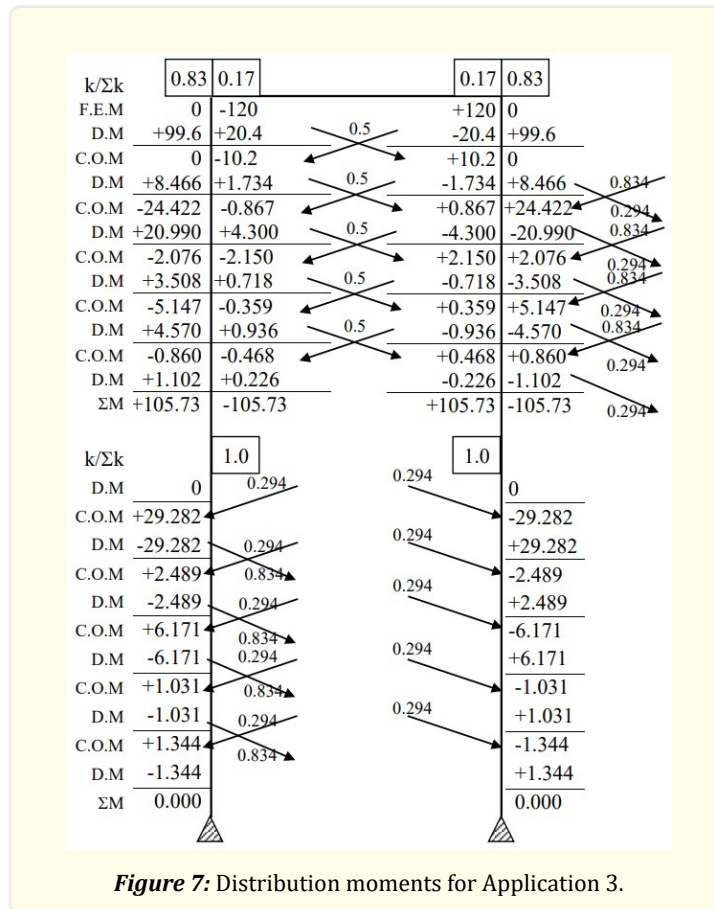 k/Σk 0.83 0.17 0.17 0.83
F.E.M 0 -120 +120 0
D.M +99.6 +20.4 0.5 -20.4 +99.6
C.O.M 0 -10.2 +10.2 0
D.M +8.466 +1.734 0.5 -1.734 +8.466 0.834
C.O.M -24.422 -0.867 +0.867 +24.422 0.294
D.M +20.990 +4.300 0.5 -4.300 -20.990 0.834
C.O.M -2.076 -2.150 +2.150 +2.076 0.294
D.M +3.508 +0.718 0.5 -0.718 -3.508 0.834
C.O.M -5.147 -0.359 +0.359 +5.147 0.294
D.M +4.570 +0.936 0.5 -0.936 -4.570 0.834
C.O.M -0.860 -0.468 +0.468 +0.860 0.294
D.M +1.102 +0.226 -0.226 -1.102
ΣM +105.73 -105.73 +105.73 -105.73 0.294
k/Σk 1.0 1.0
D.M 0 0.294 0.294 0
C.O.M +29.282 -29.282
D.M -29.282 0.294 0.294 +29.282
C.O.M +2.489 0.834 -2.489
D.M -2.489 0.294 0.294 +2.489
C.O.M +6.171 0.834 -6.171
D.M -6.171 0.294 0.294 +6.171
C.O.M +1.031 0.834 -1.031
D.M -1.031 0.294 0.294 +1.031
C.O.M +1.344 0.834 -1.344
D.M -1.344 +1.344
ΣM 0.000 0.000
Figure 7: Distribution moments for Application 3.